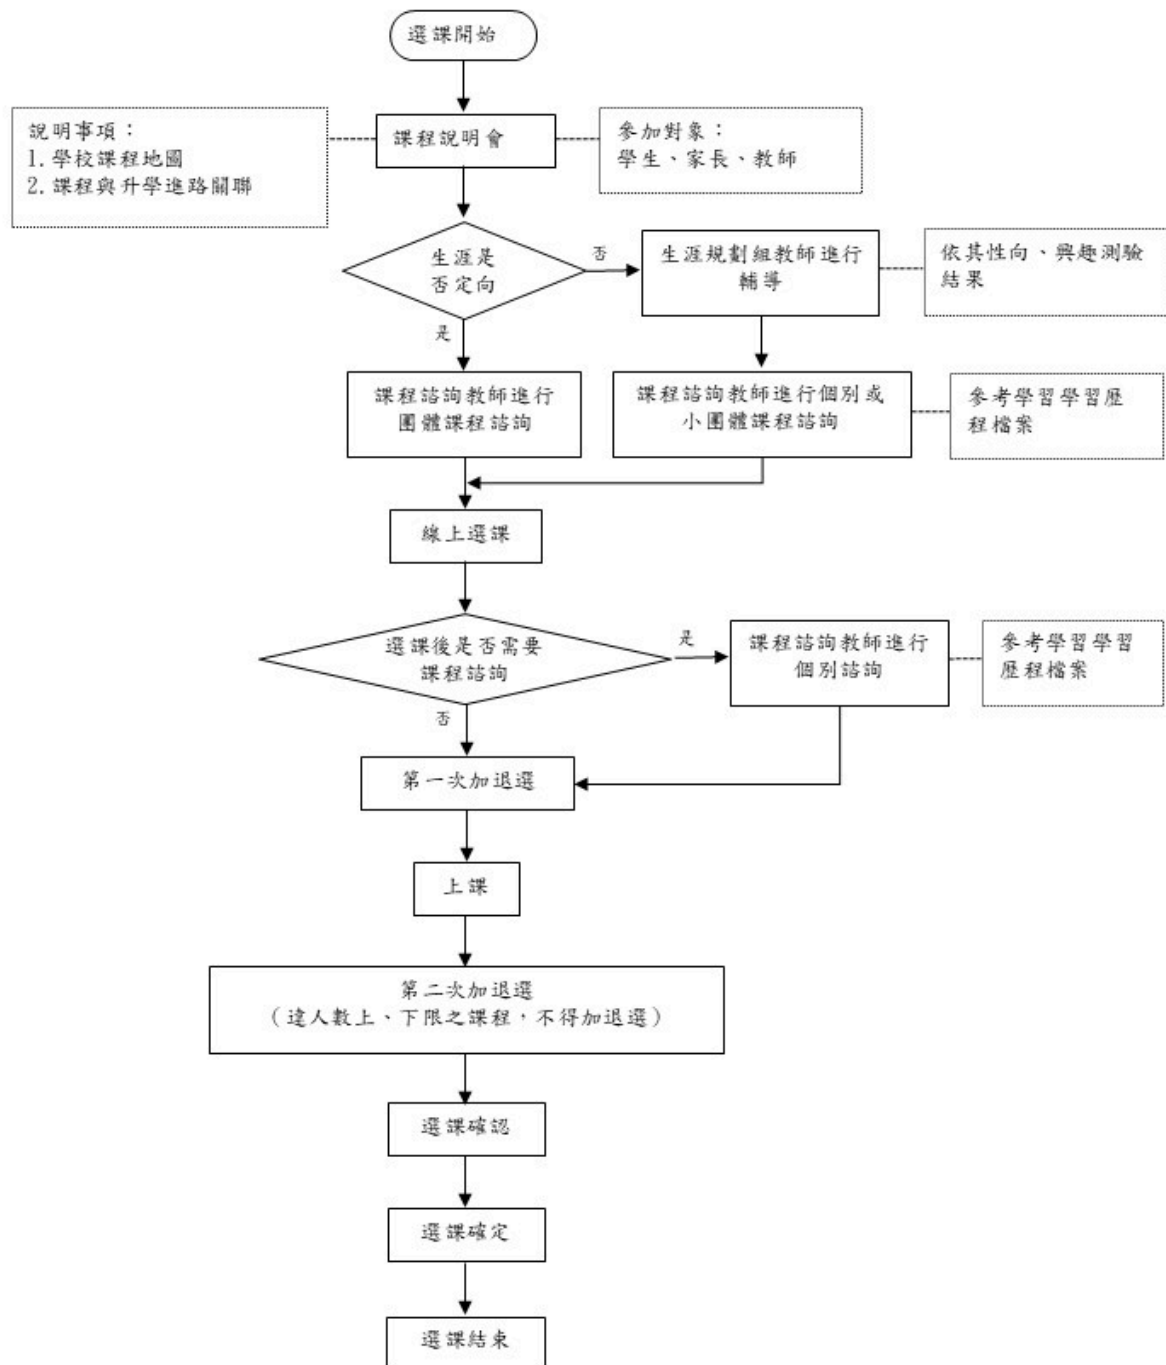 選課開始
說明事項：
1.學校課程地圖
2.課程與升學進路關聯
課程說明會
參加對象：
學生、家長、教師
生涯是
否定向
否
生涯規劃組教師進行
輔導
依其性向、興趣測驗
結果
是
課程諮詢教師進行
團體課程諮詢
課程諮詢教師進行個別或
小團體課程諮詢
參考學習學習歷
程檔案
線上選課
選課後是否需要
課程諮詢
是
課程諮詢教師進行
個別諮詢
參考學習學習
歷程檔案
否
第一次加退選
上課
第二次加退選
（達人數上、下限之課程，不得加退選）
選課確認
選課確定
選課結束